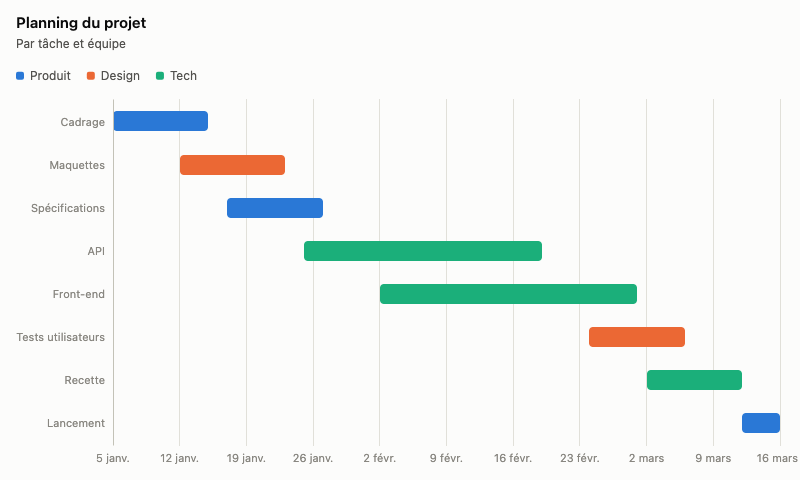 Planning du projet
Par tâche et équipe
Produit Design Tech
Cadrage
Maquettes
Spécifications
API
Front-end
Tests utilisateurs
Recette
Lancement
5 janv. 12 janv. 19 janv. 26 janv. 2 févr. 9 févr. 16 févr. 23 févr. 2 mars 9 mars 16 mars